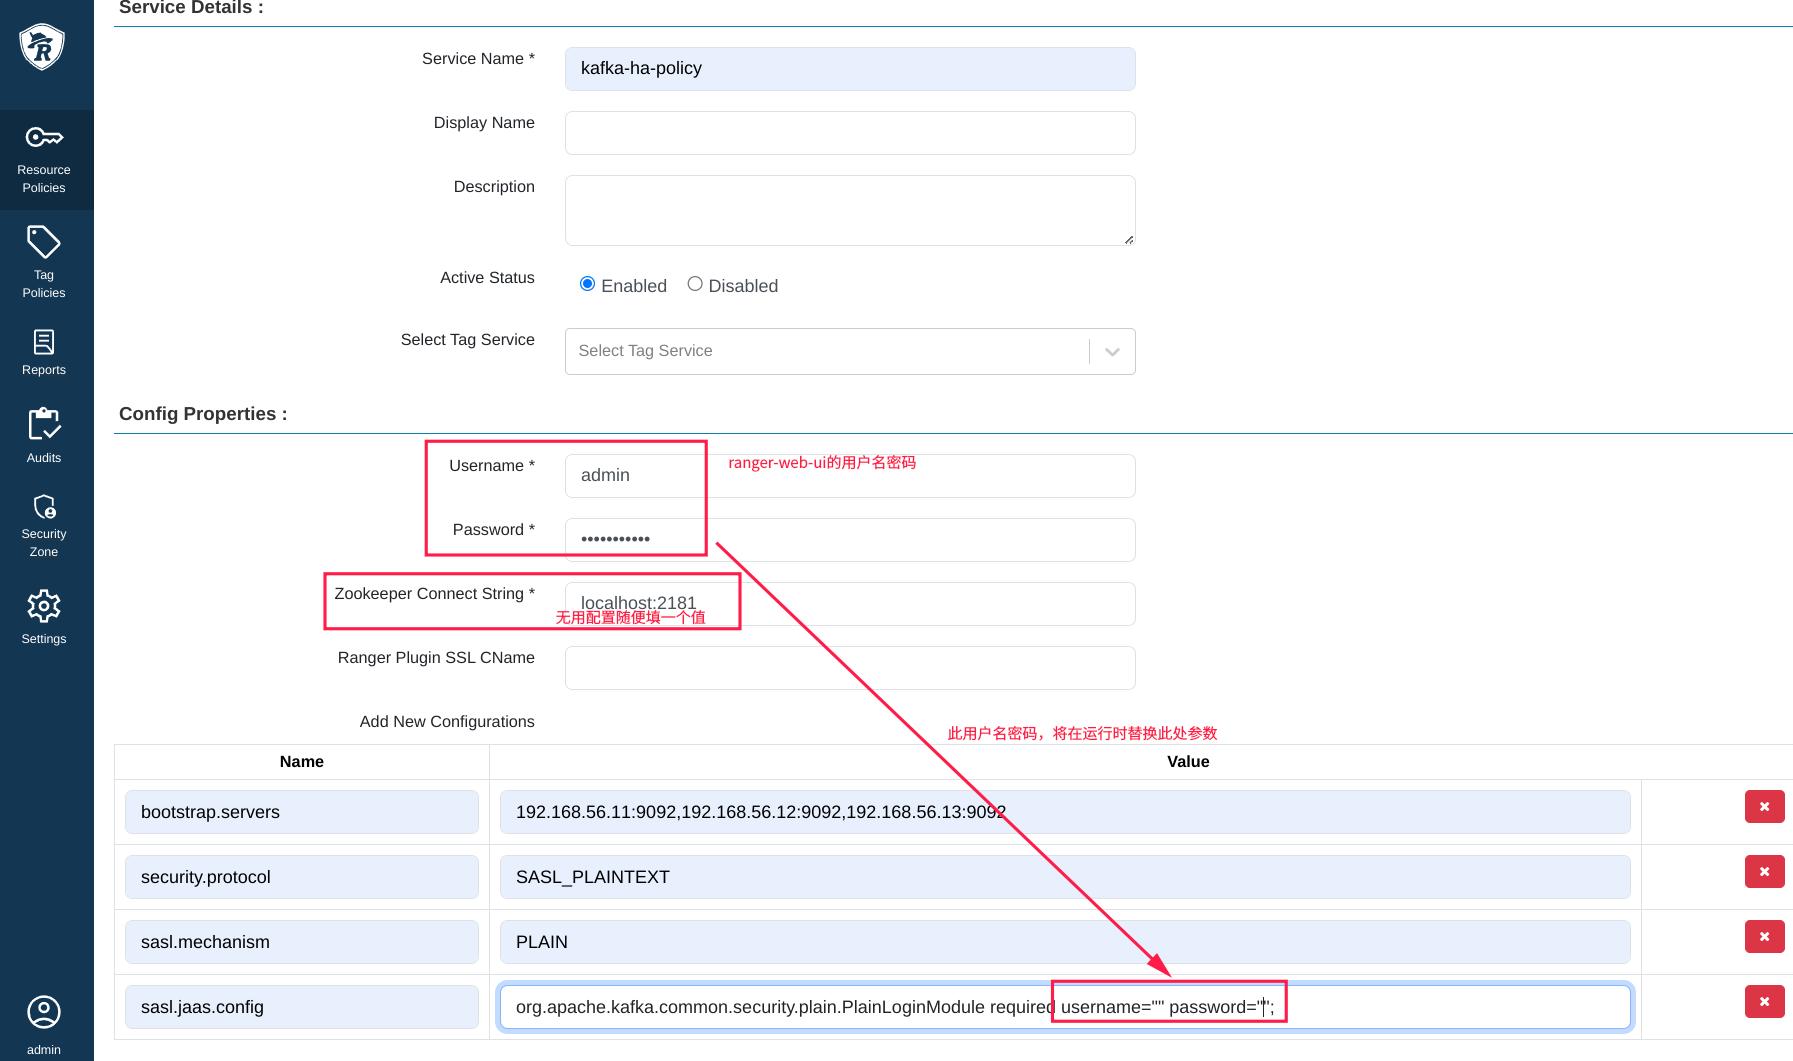 Service Details :
Service Name *
kafka-ha-policy
Display Name
Description
Active Status
Enabled
Disabled
Select Tag Service
Select Tag Service
Config Properties :
Username *
admin
ranger-web-ui的用户名密码
Password *
•••••••••••
Zookeeper Connect String *
localhost:2181
无用配置随便填一个值
Ranger Plugin SSL CName
Add New Configurations
此用户名密码，将在运行时替换此处参数
Name
Value
bootstrap.servers
192.168.56.11:9092,192.168.56.12:9092,192.168.56.13:9092
security.protocol
SASL_PLAINTEXT
sasl.mechanism
PLAIN
sasl.jaas.config
org.apache.kafka.common.security.plain.PlainLoginModule required username="" password="";
R
Resource
Policies
Tag
Policies
Reports
Audits
Security
Zone
Settings
admin